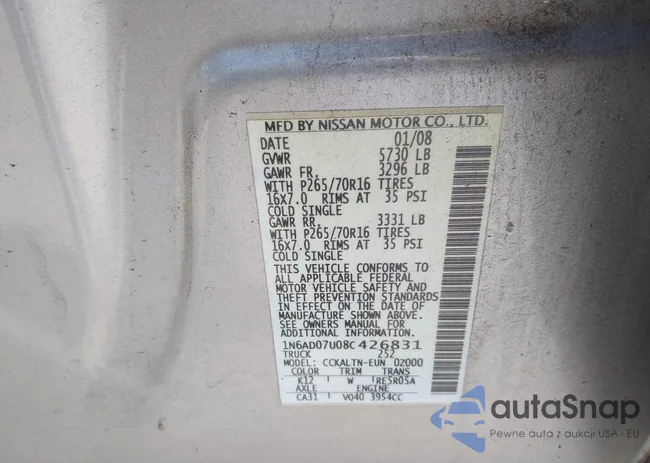 MFD BY NISSAN MOTOR CO., LTD.
DATE 01/08
GVWR 5730 LB
GAWR FR. 3296 LB
WITH P265/70R16 TIRES
16X7.0 RIMS AT 35 PSI
COLD SINGLE
GAWR RR. 3331 LB
WITH P265/70R16 TIRES
16X7.0 RIMS AT 35 PSI
COLD SINGLE
THIS VEHICLE CONFORMS TO
ALL APPLICABLE FEDERAL
MOTOR VEHICLE SAFETY AND
THEFT PREVENTION STANDARDS
IN EFFECT ON THE DATE OF
MANUFACTURE SHOWN ABOVE.
SEE OWNERS MANUAL FOR
ADDITIONAL INFORMATION.
1N6AD07U08C426831
TRUCK 252
MODEL: CCKALTN-EUN 02000
COLOR TRIM TRANS
K12 W RE5R05A
AXLE ENGINE
CA31 VQ40 3954CC
autoSnap
Pewne auta z aukcji USA i EU